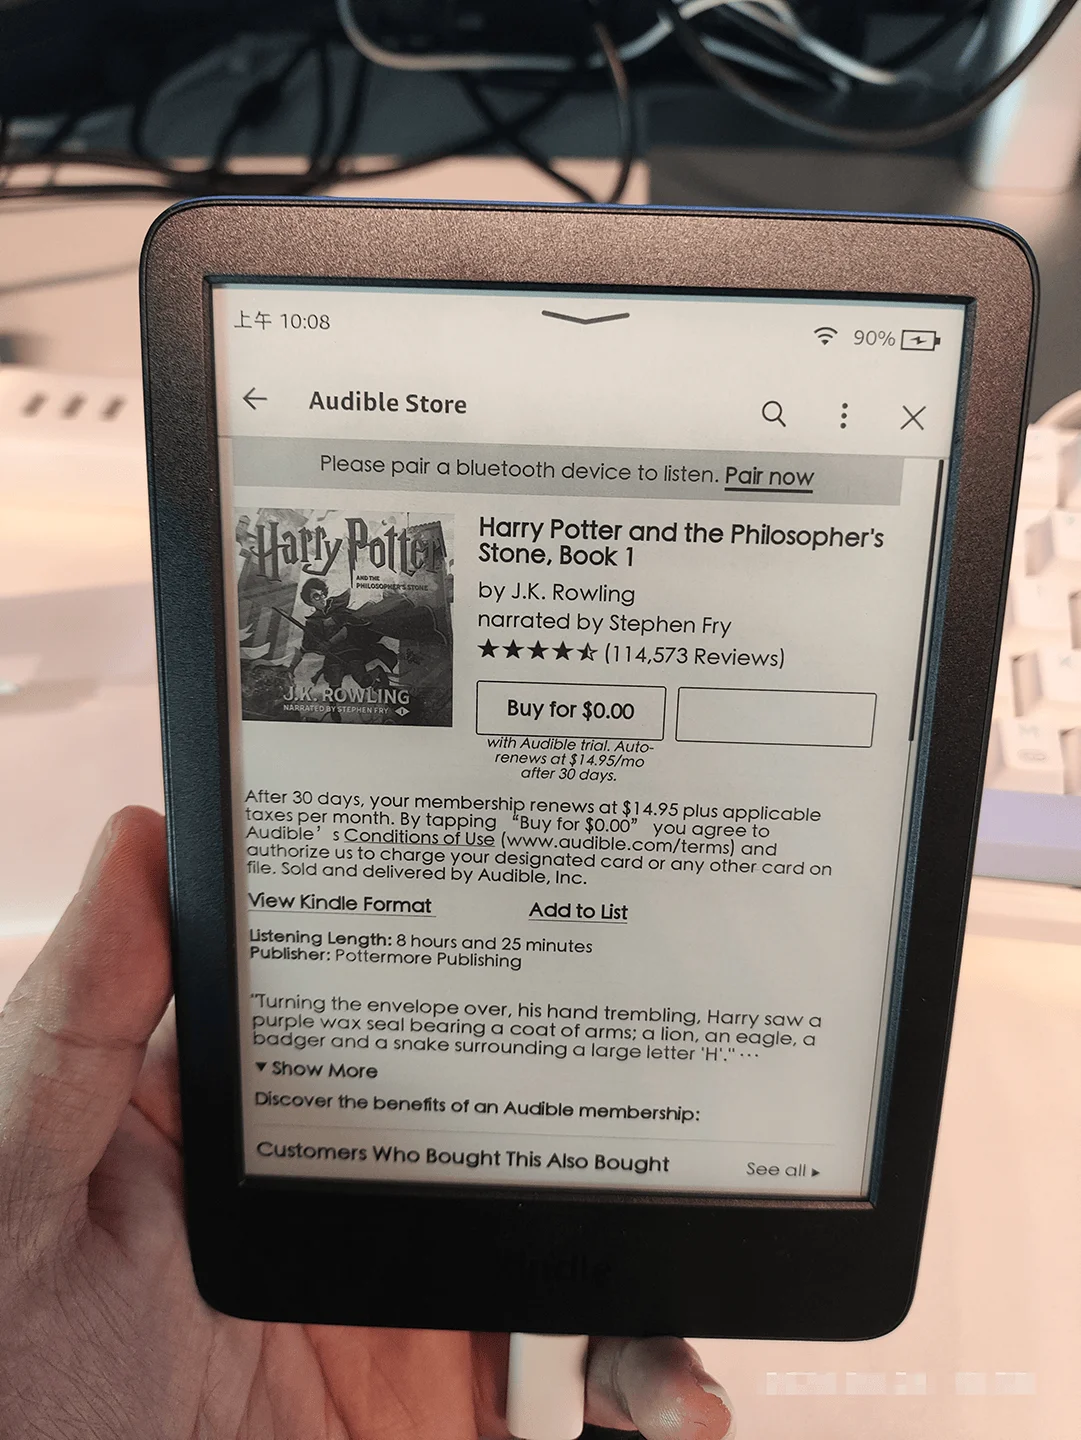 上午 10:08
90%
Audible Store
Please pair a bluetooth device to listen. Pair now
Harry Potter
AND THE
PHILOSOPHER'S STONE
J.K. ROWLING
NARRATED BY STEPHEN FRY
Harry Potter and the Philosopher's
Stone, Book 1
by J.K. Rowling
narrated by Stephen Fry
(114,573 Reviews)
Buy for $0.00
with Audible trial. Auto-
renews at $14.95/mo
after 30 days.
After 30 days, your membership renews at $14.95 plus applicable
taxes per month. By tapping “Buy for $0.00” you agree to
Audible’s Conditions of Use (www.audible.com/terms) and
authorize us to charge your designated card or any other card on
file. Sold and delivered by Audible, Inc.
View Kindle Format
Add to List
Listening Length: 8 hours and 25 minutes
Publisher: Pottermore Publishing
"Turning the envelope over, his hand trembling, Harry saw a
purple wax seal bearing a coat of arms; a lion, an eagle, a
badger and a snake surrounding a large letter 'H'."...
▼ Show More
Discover the benefits of an Audible membership:
Customers Who Bought This Also Bought
See all ▸
kindle